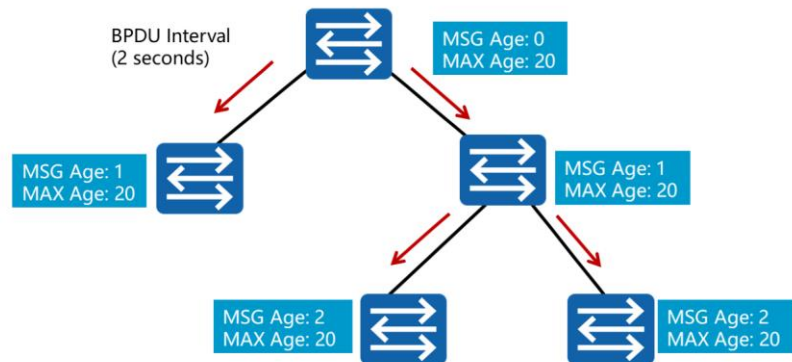 BPDU Interval
(2 seconds)
MSG Age: 0
MAX Age: 20
MSG Age: 1
MAX Age: 20
MSG Age: 1
MAX Age: 20
MSG Age: 2
MAX Age: 20
MSG Age: 2
MAX Age: 20